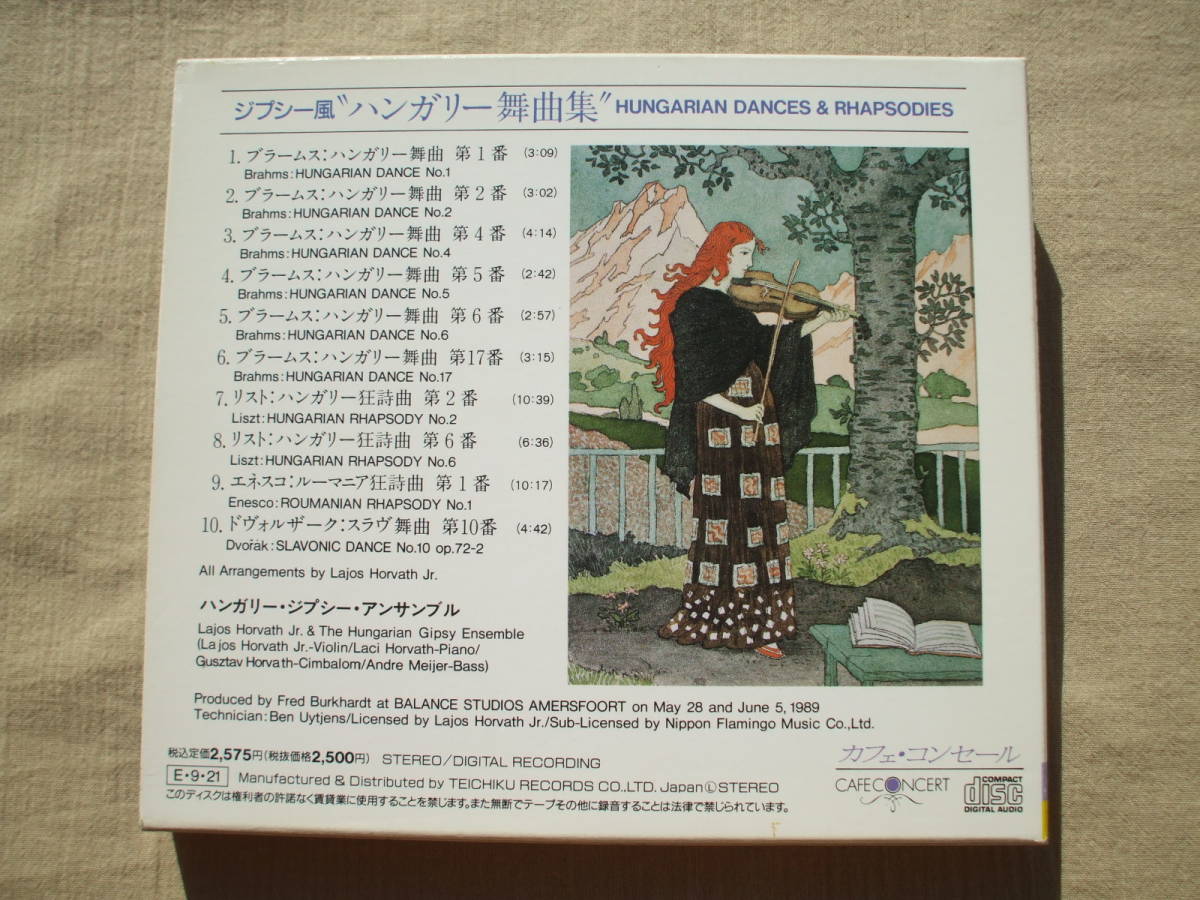 ジプシー風〝ハンガリー舞曲集〟HUNGARIAN DANCES & RHAPSODIES
1. ブラームス:ハンガリー舞曲 第1番 (3:09)
Brahms:HUNGARIAN DANCE No.1
2. ブラームス:ハンガリー舞曲 第2番 (3:02)
Brahms:HUNGARIAN DANCE No.2
3. ブラームス:ハンガリー舞曲 第4番 (4:14)
Brahms:HUNGARIAN DANCE No.4
4. ブラームス:ハンガリー舞曲 第5番 (2:42)
Brahms:HUNGARIAN DANCE No.5
5. ブラームス:ハンガリー舞曲 第6番 (2:57)
Brahms:HUNGARIAN DANCE No.6
6. ブラームス:ハンガリー舞曲 第17番 (3:15)
Brahms:HUNGARIAN DANCE No.17
7. リスト:ハンガリー狂詩曲 第2番 (10:39)
Liszt:HUNGARIAN RHAPSODY No.2
8. リスト:ハンガリー狂詩曲 第6番 (6:36)
Liszt:HUNGARIAN RHAPSODY No.6
9. エネスコ:ルーマニア狂詩曲 第1番 (10:17)
Enesco:ROUMANIAN RHAPSODY No.1
10. ドヴォルザーク:スラヴ舞曲 第10番 (4:42)
Dvořák:SLAVONIC DANCE No.10 op.72-2
All Arrangements by Lajos Horvath Jr.
ハンガリー・ジプシー・アンサンブル
Lajos Horvath Jr. & The Hungarian Gipsy Ensemble
(Lajos Horvath Jr.-Violin/Laci Horvath-Piano/
Gusztav Horvath-Cimbalom/Andre Meijer-Bass)
Produced by Fred Burkhardt at BALANCE STUDIOS AMERSFOORT on May 28 and June 5, 1989
Technician:Ben Uytjens/Licensed by Lajos Horvath Jr./Sub-Licensed by Nippon Flamingo Music Co.,Ltd.
税込定価2,575円(税抜価格2,500円) STEREO/DIGITAL RECORDING
E・9・21 Manufactured & Distributed by TEICHIKU RECORDS CO.,LTD. Japan Ⓛ STEREO
このディスクは権利者の許諾なく賃貸業に使用することを禁じます。また無断でテープその他に録音することは法律で禁じられています。
カフェ・コンセール
CAFE CONCERT
COMPACT
disc
DIGITAL AUDIO